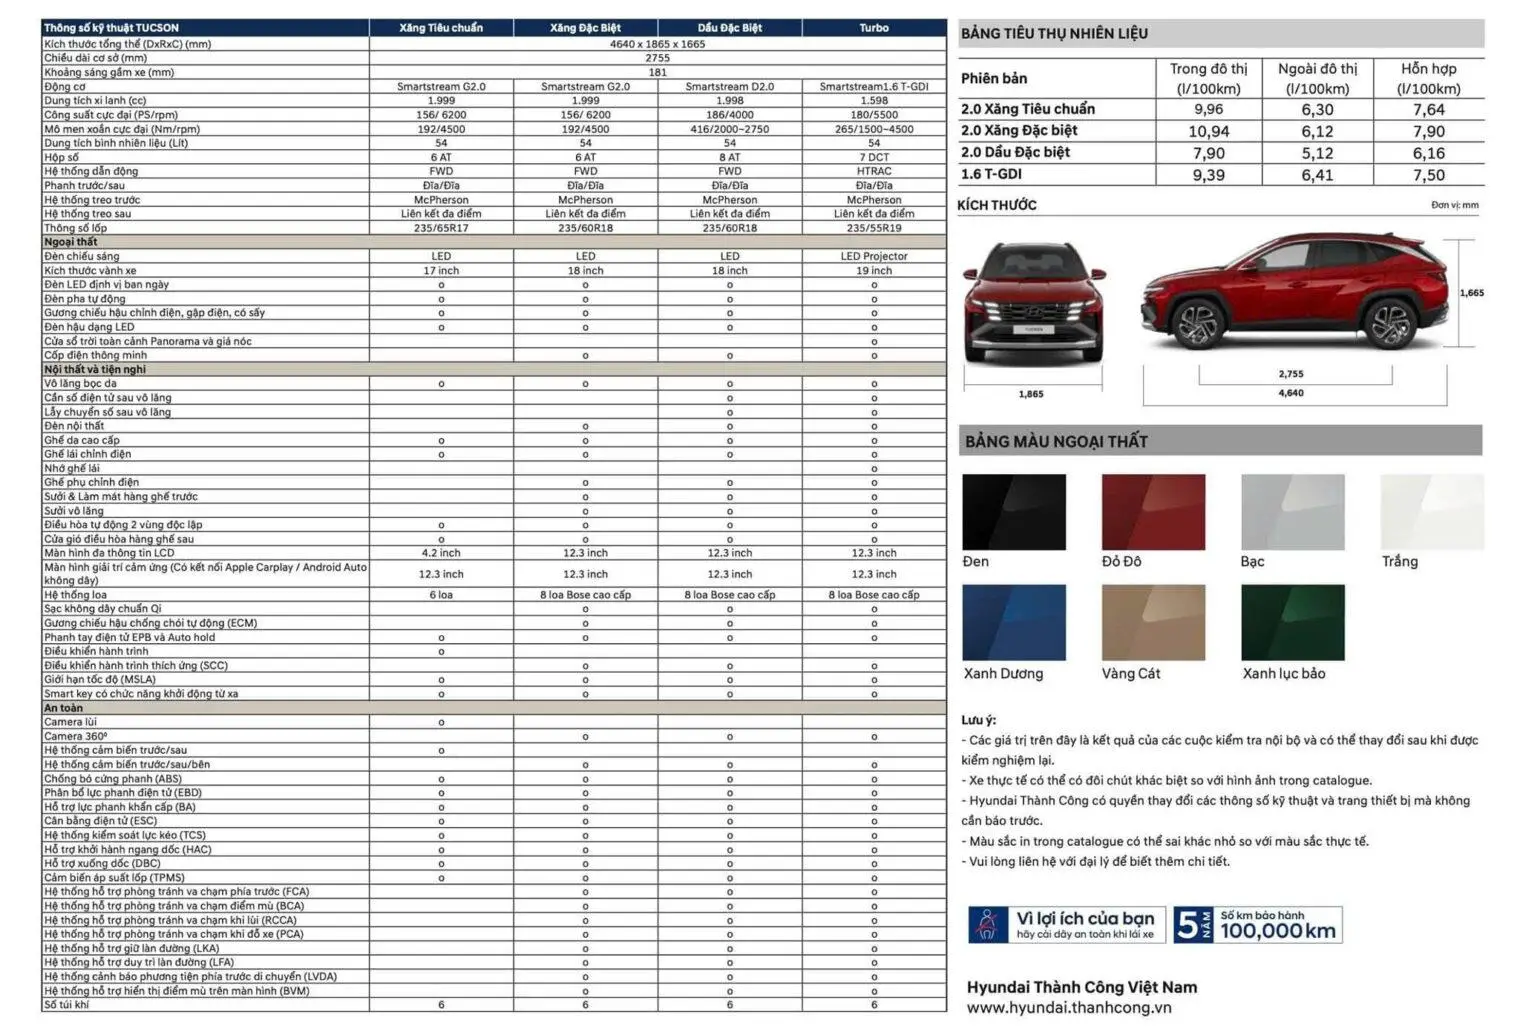 Thông số kỹ thuật TUCSON | Xăng Tiêu chuẩn | Xăng Đặc Biệt | Dầu Đặc Biệt | Turbo
Kích thước tổng thể (DxRxC) (mm) | 4640 x 1865 x 1665
Chiều dài cơ sở (mm) | 2755
Khoảng sáng gầm xe (mm) | 181
Động cơ | Smartstream G2.0 | Smartstream G2.0 | Smartstream D2.0 | Smartstream1.6 T-GDI
Dung tích xi lanh (cc) | 1.999 | 1.999 | 1.998 | 1.598
Công suất cực đại (PS/rpm) | 156/ 6200 | 156/ 6200 | 186/4000 | 180/5500
Mô men xoắn cực đại (Nm/rpm) | 192/4500 | 192/4500 | 416/2000~2750 | 265/1500~4500
Dung tích bình nhiên liệu (Lít) | 54 | 54 | 54 | 54
Hộp số | 6 AT | 6 AT | 8 AT | 7 DCT
Hệ thống dẫn động | FWD | FWD | FWD | HTRAC
Phanh trước/sau | Đĩa/Đĩa | Đĩa/Đĩa | Đĩa/Đĩa | Đĩa/Đĩa
Hệ thống treo trước | McPherson | McPherson | McPherson | McPherson
Hệ thống treo sau | Liên kết đa điểm | Liên kết đa điểm | Liên kết đa điểm | Liên kết đa điểm
Thông số lốp | 235/65R17 | 235/60R18 | 235/60R18 | 235/55R19
Ngoại thất
Đèn chiếu sáng | LED | LED | LED | LED Projector
Kích thước vành xe | 17 inch | 18 inch | 18 inch | 19 inch
Đèn LED định vị ban ngày | o | o | o | o
Đèn pha tự động | o | o | o | o
Gương chiếu hậu chỉnh điện, gập điện, có sấy | o | o | o | o
Đèn hậu dạng LED | o | o | o | o
Cửa sổ trời toàn cảnh Panorama và giá nóc | | | | o
Cốp điện thông minh | | o | o | o
Nội thất và tiện nghi
Vô lăng bọc da | o | o | o | o
Cần số điện tử sau vô lăng | | | o | o
Lẫy chuyển số sau vô lăng | | | o | o
Đèn nội thất | | o | o | o
Ghế da cao cấp | o | o | o | o
Ghế lái chỉnh điện | o | o | o | o
Nhớ ghế lái | | | | o
Ghế phụ chỉnh điện | | o | o | o
Sưởi & Làm mát hàng ghế trước | | o | o | o
Sưởi vô lăng | | o | o | o
Điều hòa tự động 2 vùng độc lập | o | o | o | o
Cửa gió điều hòa hàng ghế sau | o | o | o | o
Màn hình đa thông tin LCD | 4.2 inch | 12.3 inch | 12.3 inch | 12.3 inch
Màn hình giải trí cảm ứng (Có kết nối Apple Carplay / Android Auto
không dây) | 12.3 inch | 12.3 inch | 12.3 inch | 12.3 inch
Hệ thống loa | 6 loa | 8 loa Bose cao cấp | 8 loa Bose cao cấp | 8 loa Bose cao cấp
Sạc không dây chuẩn Qi | | o | o | o
Gương chiếu hậu chống chói tự động (ECM) | | o | o | o
Phanh tay điện tử EPB và Auto hold | o | o | o | o
Điều khiển hành trình | o
Điều khiển hành trình thích ứng (SCC) | | o | o | o
Giới hạn tốc độ (MSLA) | o | o | o | o
Smart key có chức năng khởi động từ xa | o | o | o | o
An toàn
Camera lùi | o
Camera 360º | | o | o | o
Hệ thống cảm biến trước/sau | o
Hệ thống cảm biến trước/sau/bên | | o | o | o
Chống bó cứng phanh (ABS) | o | o | o | o
Phân bổ lực phanh điện tử (EBD) | o | o | o | o
Hỗ trợ lực phanh khẩn cấp (BA) | o | o | o | o
Cân bằng điện tử (ESC) | o | o | o | o
Hệ thống kiểm soát lực kéo (TCS) | o | o | o | o
Hỗ trợ khởi hành ngang dốc (HAC) | o | o | o | o
Hỗ trợ xuống dốc (DBC) | o | o | o | o
Cảm biến áp suất lốp (TPMS) | o | o | o | o
Hệ thống hỗ trợ phòng tránh va chạm phía trước (FCA) | | o | o | o
Hệ thống hỗ trợ phòng tránh va chạm điểm mù (BCA) | | o | o | o
Hệ thống hỗ trợ phòng tránh va chạm khi lùi (RCCA) | | o | o | o
Hệ thống hỗ trợ phòng tránh va chạm khi đỗ xe (PCA) | | o | o | o
Hệ thống hỗ trợ giữ làn đường (LKA) | | o | o | o
Hệ thống hỗ trợ duy trì làn đường (LFA) | | o | o | o
Hệ thống cảnh báo phương tiện phía trước di chuyển (LVDA) | | o | o | o
Hệ thống hỗ trợ hiển thị điểm mù trên màn hình (BVM) | | o | o | o
Số túi khí | 6 | 6 | 6 | 6
BẢNG TIÊU THỤ NHIÊN LIỆU
Phiên bản | Trong đô thị (l/100km) | Ngoài đô thị (l/100km) | Hỗn hợp (l/100km)
2.0 Xăng Tiêu chuẩn | 9,96 | 6,30 | 7,64
2.0 Xăng Đặc biệt | 10,94 | 6,12 | 7,90
2.0 Dầu Đặc biệt | 7,90 | 5,12 | 6,16
1.6 T-GDI | 9,39 | 6,41 | 7,50
KÍCH THƯỚC
Đơn vị: mm
TUCSON
1,665
1,865
2,755
4,640
BẢNG MÀU NGOẠI THẤT
Đen
Đỏ Đô
Bạc
Trắng
Xanh Dương
Vàng Cát
Xanh lục bảo
Lưu ý:
- Các giá trị trên đây là kết quả của các cuộc kiểm tra nội bộ và có thể thay đổi sau khi được
kiểm nghiệm lại.
- Xe thực tế có thể có đôi chút khác biệt so với hình ảnh trong catalogue.
- Hyundai Thành Công có quyền thay đổi các thông số kỹ thuật và trang thiết bị mà không
cần báo trước.
- Màu sắc in trong catalogue có thể sai khác nhỏ so với màu sắc thực tế.
- Vui lòng liên hệ với đại lý để biết thêm chi tiết.
Vì lợi ích của bạn
hãy cài dây an toàn khi lái xe
5 NĂM
Số km bảo hành
100,000 km
Hyundai Thành Công Việt Nam
www.hyundai.thanhcong.vn